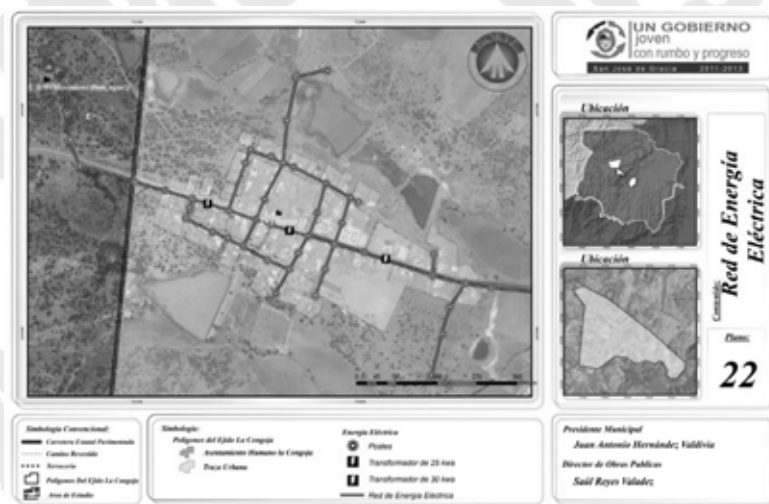 UN GOBIERNO
joven
con rumbo y progreso
San José de Gracia 2011-2013
Ubicación
Ubicación
Contenido:
Red de Energía
Eléctrica
Plano:
22
Simbología Convencional:
Carretera Estatal Pavimentada
Camino Revestido
Terracería
Polígonos Del Ejido La Congoja
Area de Estudio
Simbología:
Polígonos del Ejido La Congoja
Asentamiento Humano la Congoja
Traza Urbana
Energía Eléctrica
Postes
Transformador de 25 kwa
Transformador de 30 kwa
Red de Energía Eléctrica
Presidente Municipal
Juan Antonio Hernández Valdivia
Director de Obras Publicas
Saúl Reyes Valadez